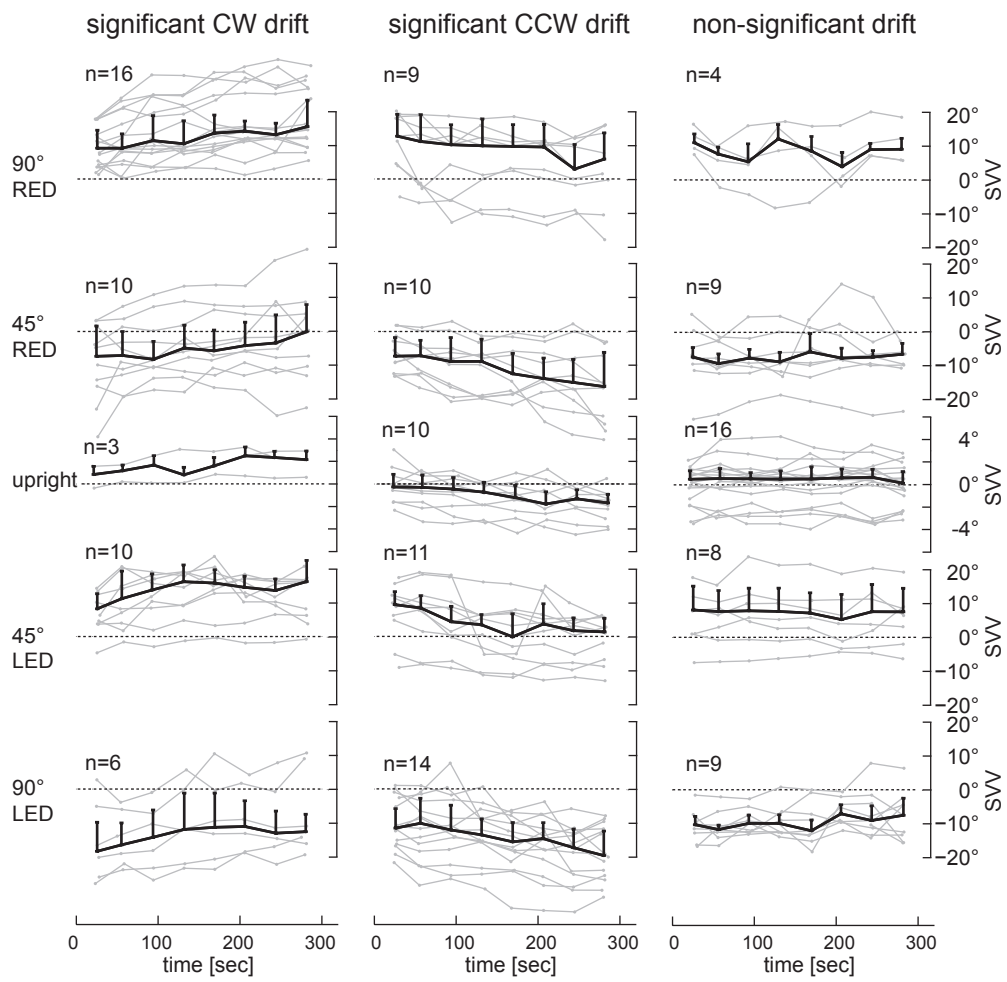 significant CW drift significant CCW drift non-significant drift
n=16 n=9 n=4
90°
RED
20°
10°
0°
−10°
−20°
SVV
n=10 n=10 n=9
45°
RED
20°
10°
0°
−10°
−20°
SVV
n=3 n=10 n=16
upright
4°
0°
-4°
SVV
n=10 n=11 n=8
45°
LED
20°
10°
0°
−10°
−20°
SVV
n=6 n=14 n=9
90°
LED
20°
10°
0°
−10°
−20°
SVV
0 100 200 300 0 100 200 300 0 100 200 300
time [sec] time [sec] time [sec]